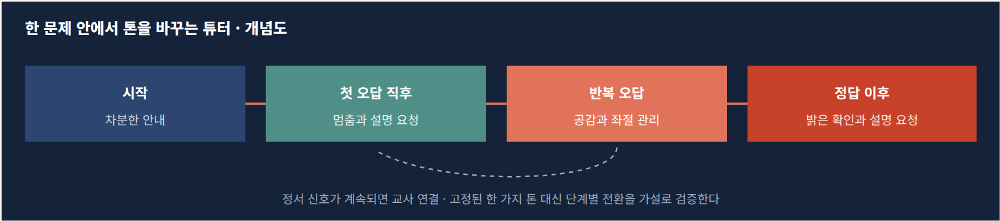 한 문제 안에서 톤을 바꾸는 튜터 · 개념도
시작
차분한 안내
첫 오답 직후
멈춤과 설명 요청
반복 오답
공감과 좌절 관리
정답 이후
밝은 확인과 설명 요청
정서 신호가 계속되면 교사 연결 · 고정된 한 가지 톤 대신 단계별 전환을 가설로 검증한다